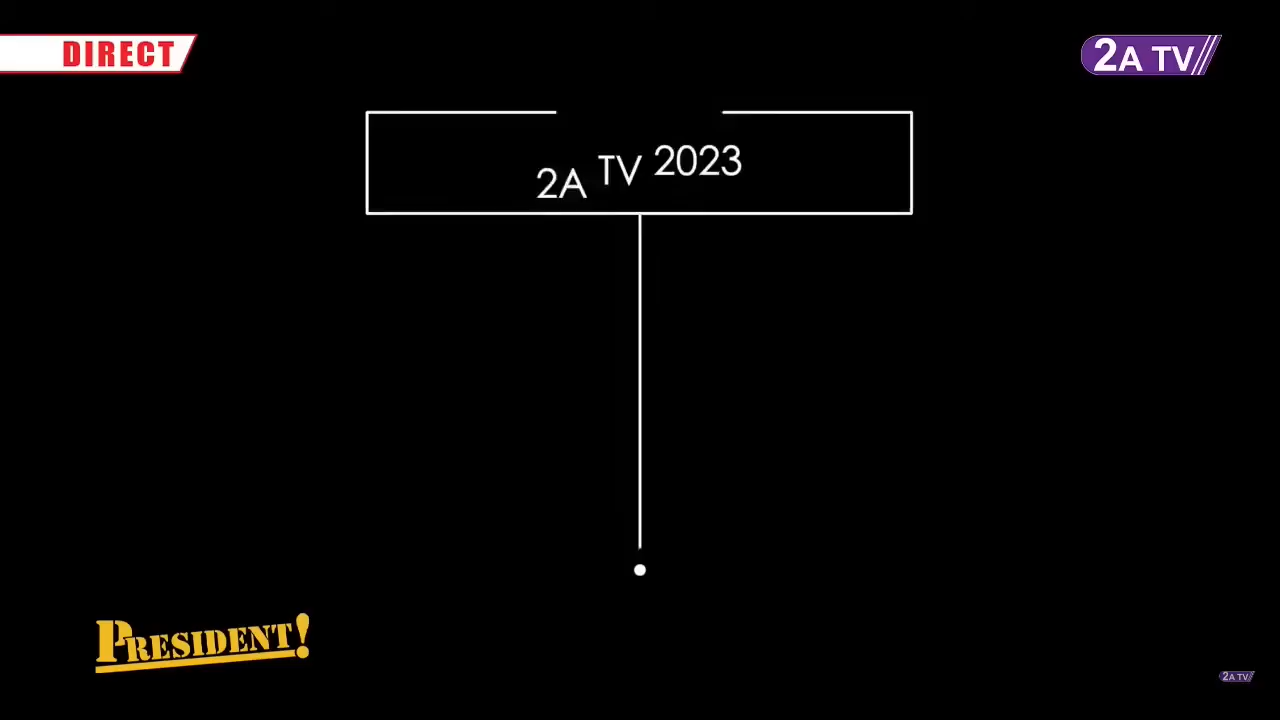 DIRECT
2A TV
2A TV 2023
PRESIDENT!
2A TV